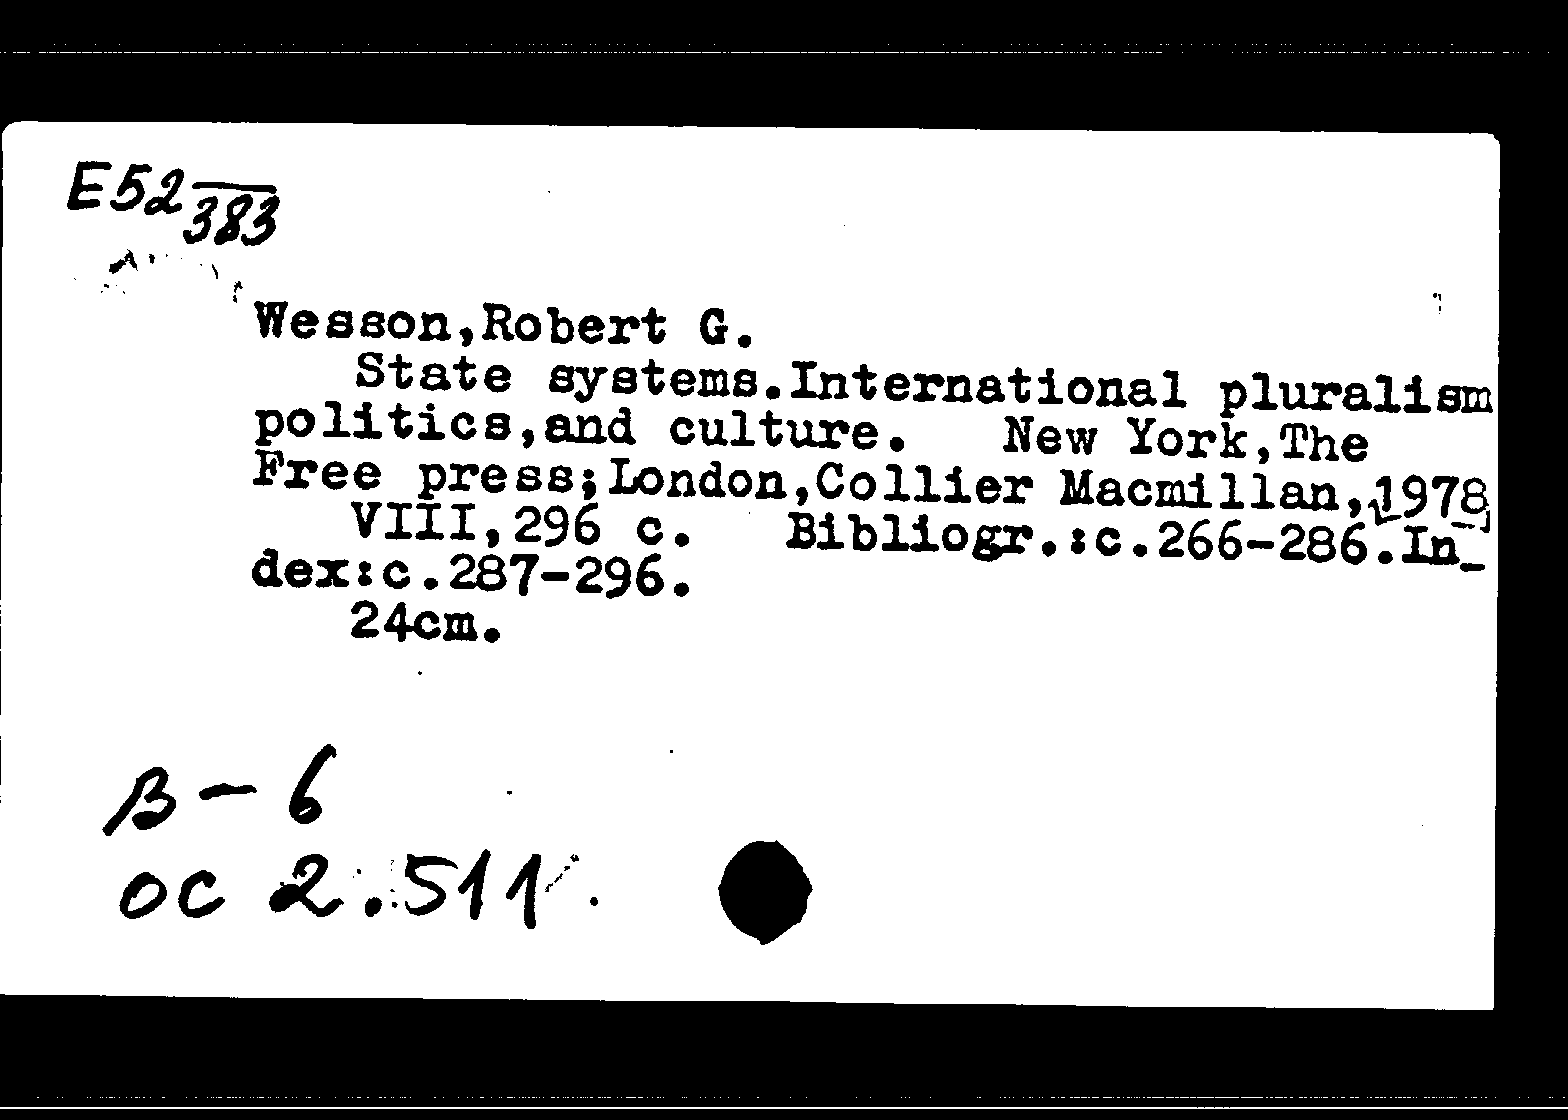 E52 383
Wesson,Robert G.
State systems.International pluralism
politics,and culture. New York,The
Free press;London,Collier Macmillan,[1978]
VIII,296 c. Bibliogr.:c.266-286.In_
dex:c.287-296.
24cm.
В-6
ос 2.511.